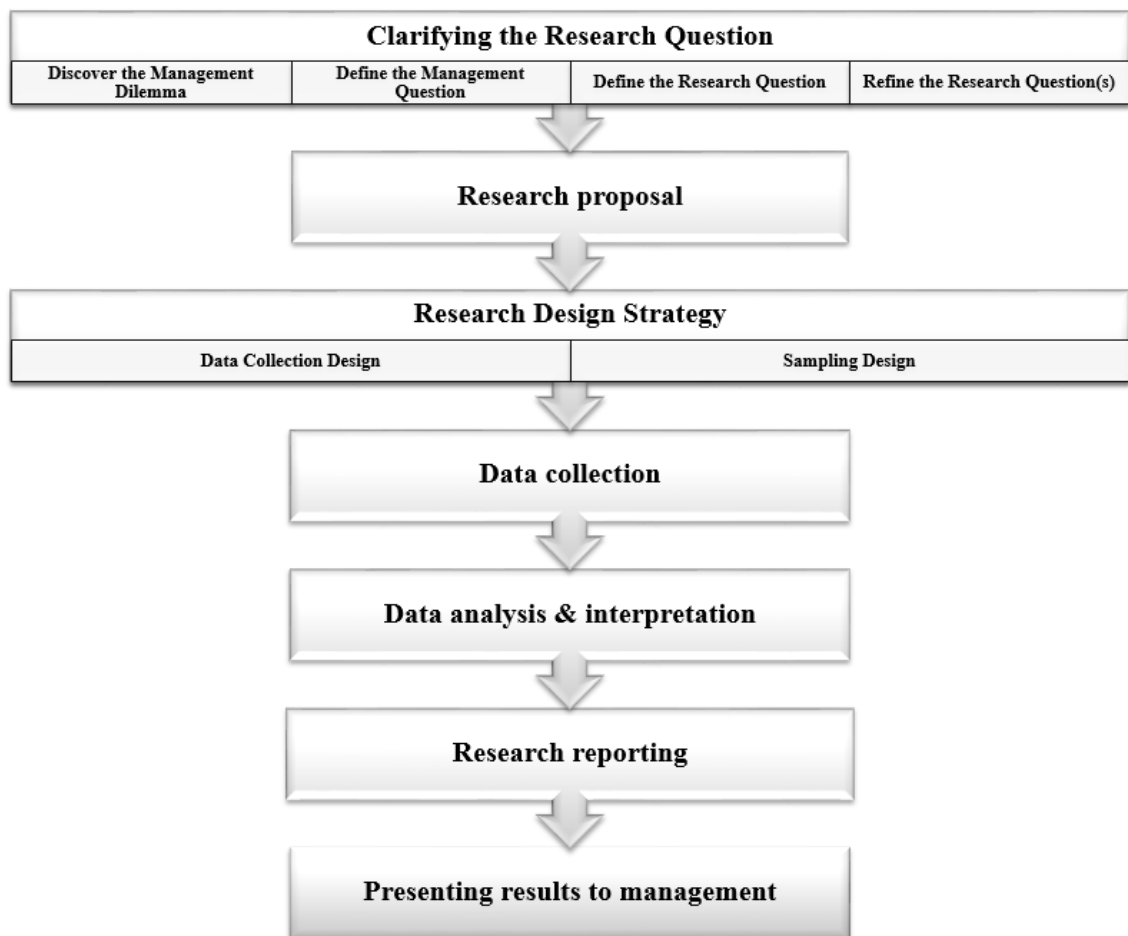 Clarifying the Research Question
Discover the Management
Dilemma
Define the Management
Question
Define the Research Question
Refine the Research Question(s)
Research proposal
Research Design Strategy
Data Collection Design
Sampling Design
Data collection
Data analysis & interpretation
Research reporting
Presenting results to management